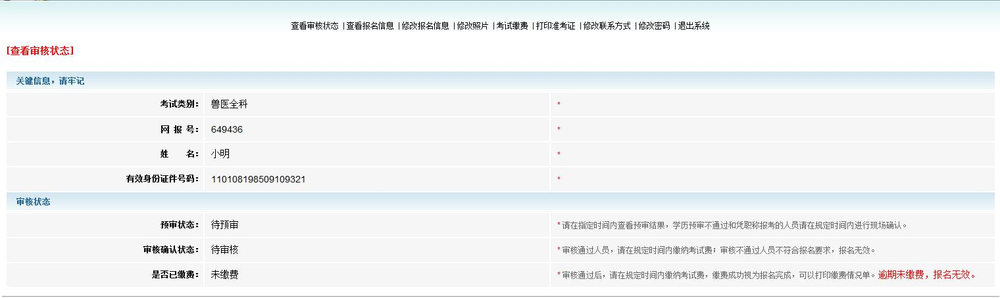 查看审核状态 |查看报名信息 |修改报名信息 |修改照片 |考试缴费 |打印准考证 |修改联系方式 |修改密码 |退出系统
[查看审核状态]
关键信息，请牢记
考试类别： 兽医全科 *
网 报 号： 649436 *
姓 名： 小明 *
有效身份证件号码： 110108198509109321 *
审核状态
预审状态： 待预审 *请在指定时间内查看预审结果，学历预审不通过和凭职称报考的人员请在规定时间内进行现场确认。
审核确认状态： 待审核 *审核通过人员，请在规定时间内缴纳考试费；审核不通过人员不符合报名要求，报名无效。
是否已缴费： 未缴费 *审核通过后，请在规定时间内缴纳考试费，缴费成功视为报名完成，可以打印缴费情况单。逾期未缴费，报名无效。